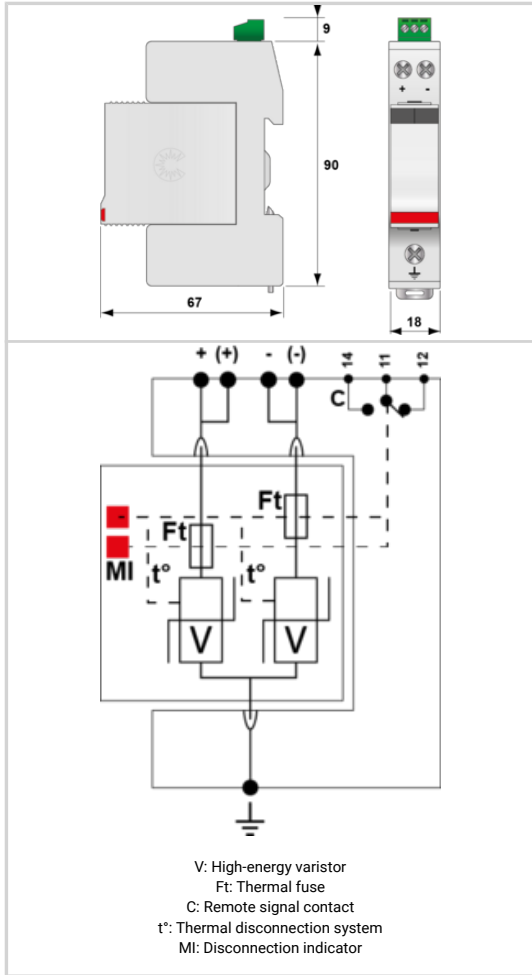 9
90
67
+ -
18
+ (+) - (-) 14 11 12
C
Ft
Ft
MI t° t°
V V
V: High-energy varistor
Ft: Thermal fuse
C: Remote signal contact
t°: Thermal disconnection system
MI: Disconnection indicator